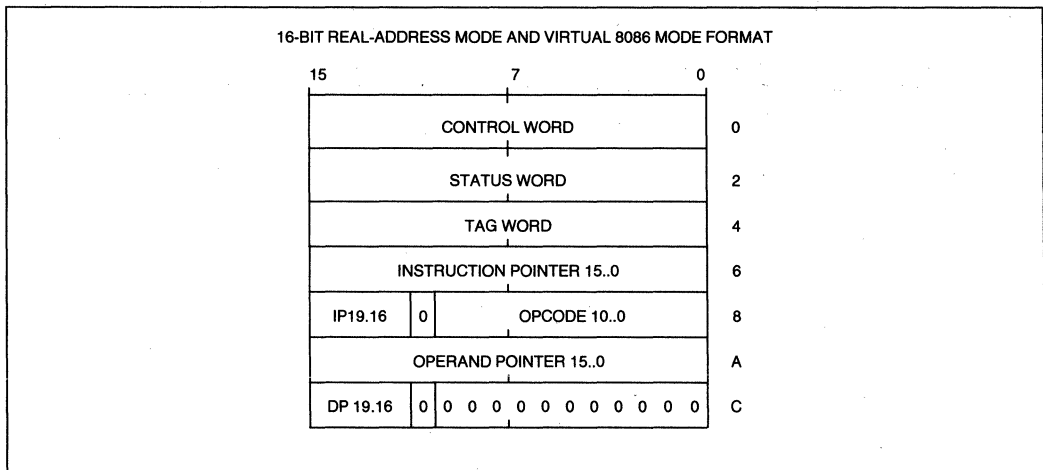 16-BIT REAL-ADDRESS MODE AND VIRTUAL 8086 MODE FORMAT
15 7 0
CONTROL WORD 0
STATUS WORD 2
TAG WORD 4
INSTRUCTION POINTER 15..0 6
IP19.16 0 OPCODE 10..0 8
OPERAND POINTER 15..0 A
DP 19.16 0 0 0 0 0 0 0 0 0 0 0 0 C